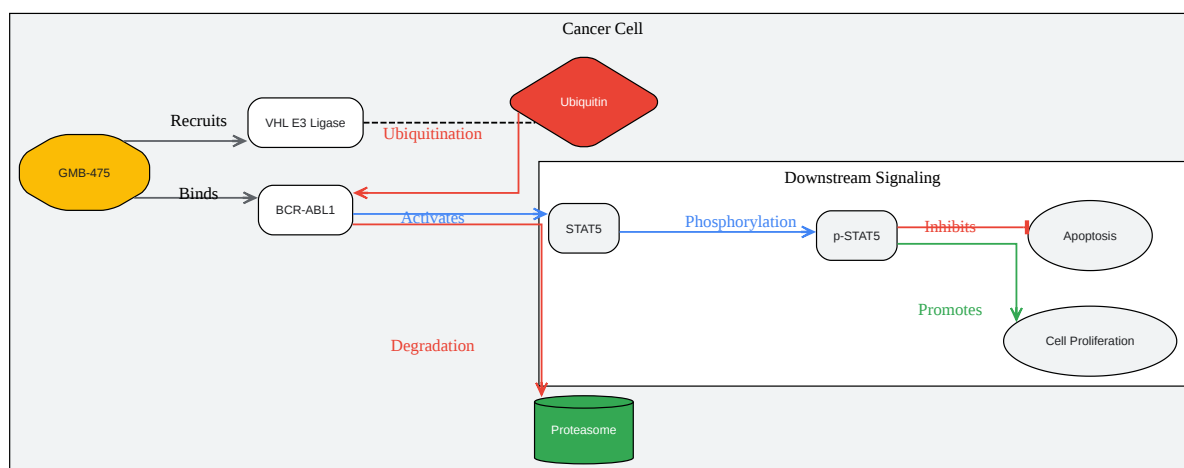 Cancer Cell
Ubiquitin
Recruits
VHL E3 Ligase
Ubiquitination
GMB-475
Binds
BCR-ABL1
Activates
Downstream Signaling
STAT5
Phosphorylation
p-STAT5
Inhibits
Apoptosis
Promotes
Cell Proliferation
Degradation
Proteasome